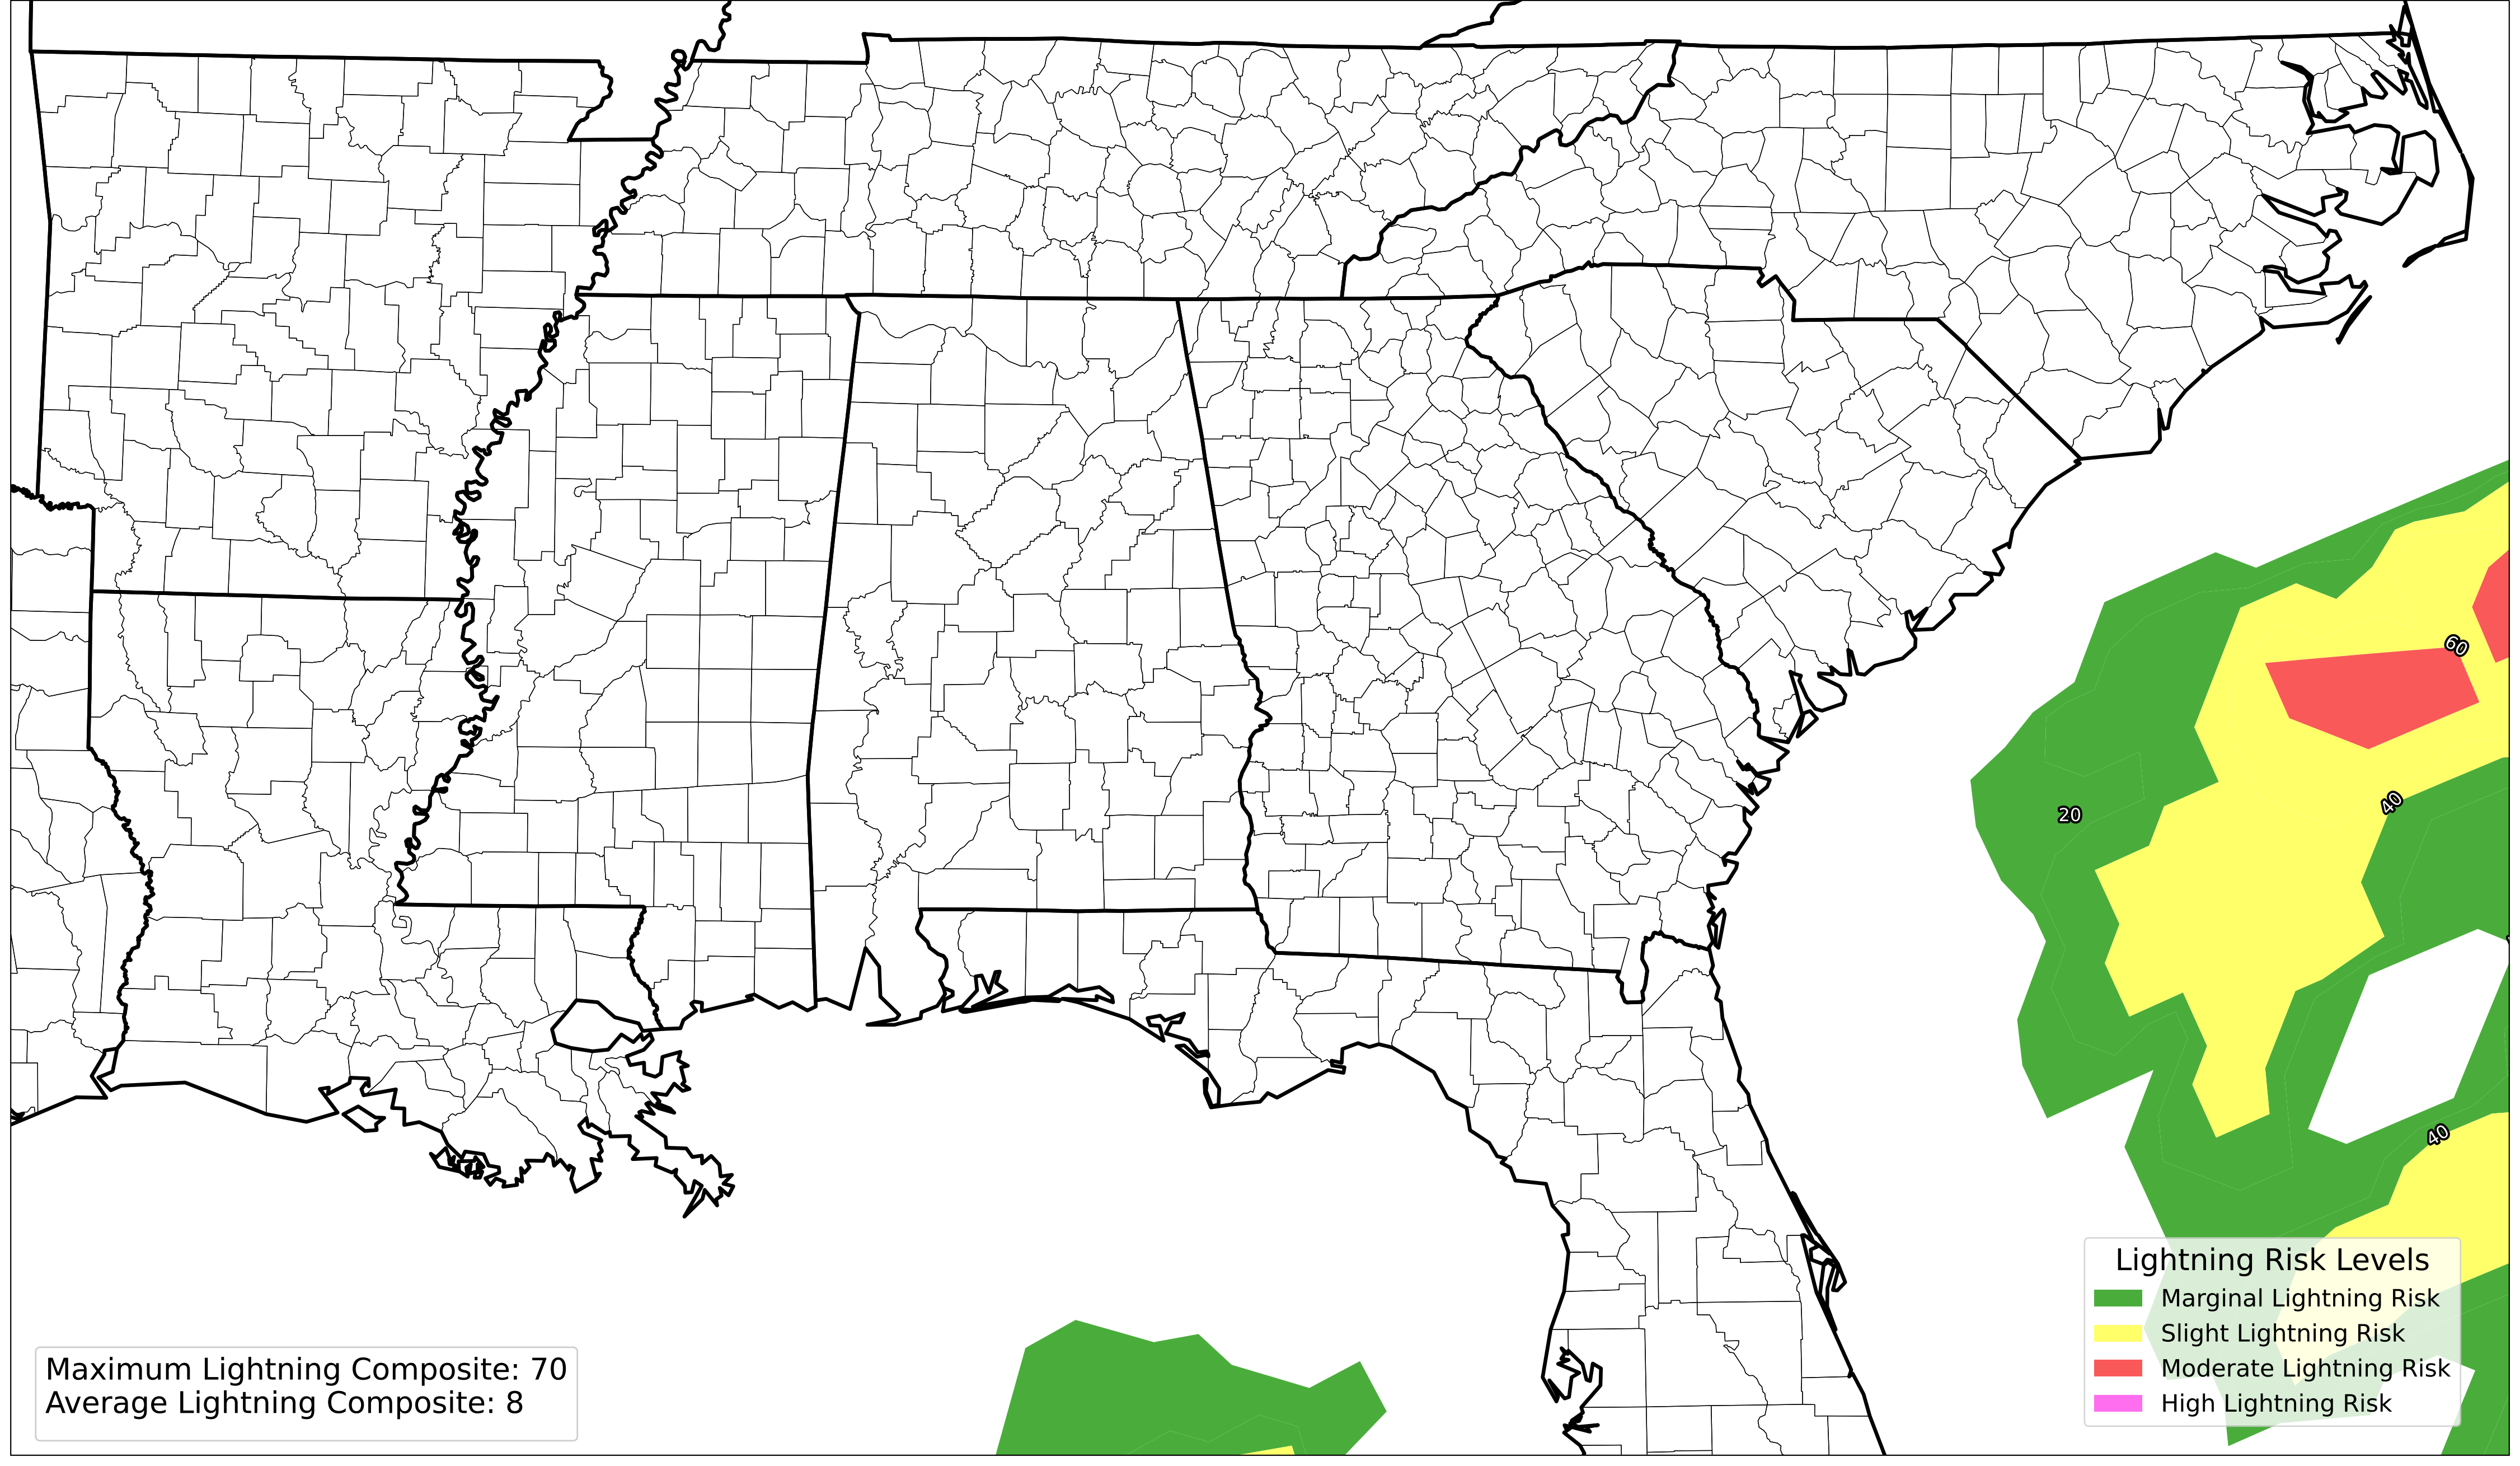 60
40
20
40
Lightning Risk Levels
Marginal Lightning Risk
Slight Lightning Risk
Moderate Lightning Risk
High Lightning Risk
Maximum Lightning Composite: 70
Average Lightning Composite: 8